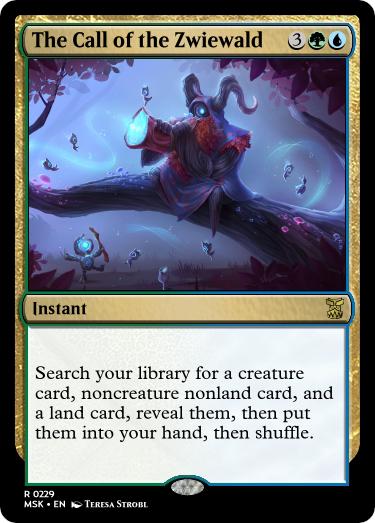 The Call of the Zwiewald 3
Instant
Search your library for a creature
card, noncreature nonland card, and
a land card, reveal them, then put
them into your hand, then shuffle.
R 0229
MSK • EN Teresa Strobl